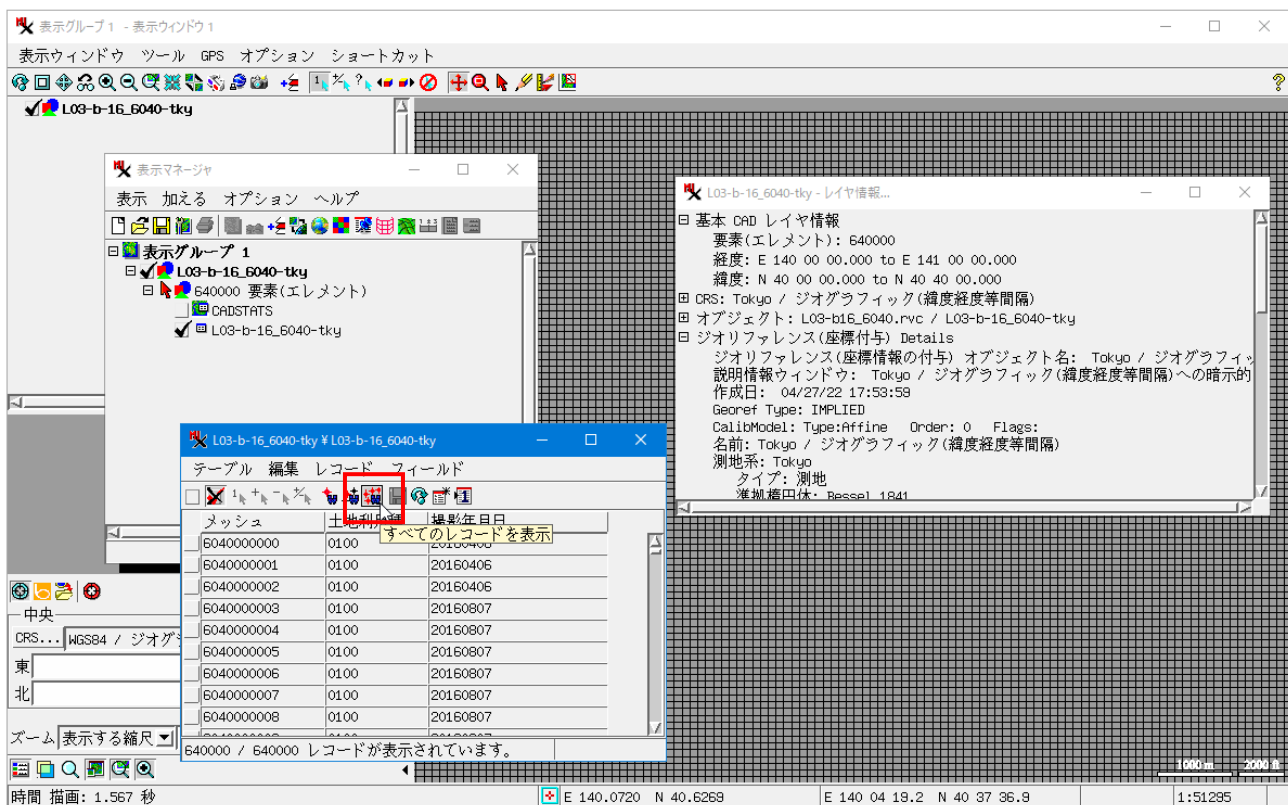 表示グループ 1 - 表示ウィンドウ 1
表示ウィンドウ ツール GPS オプション ショートカット
L03-b-16_6040-tky
表示マネージャ
表示 加える オプション ヘルプ
表示グループ 1
L03-b-16_6040-tky
640000 要素(エレメント)
CADSTATS
L03-b-16_6040-tky
L03-b-16_6040-tky - レイヤ情報...
基本 CAD レイヤ情報
要素(エレメント): 640000
経度: E 140 00 00.000 to E 141 00 00.000
緯度: N 40 00 00.000 to N 40 40 00.000
CRS: Tokyo / ジオグラフィック(緯度経度等間隔)
オブジェクト: L03-b16_6040.rvc / L03-b-16_6040-tky
ジオリファレンス(座標付与) Details
ジオリファレンス(座標情報の付与) オブジェクト名: Tokyo / ジオグラフィッ
説明情報ウィンドウ: Tokyo / ジオグラフィック(緯度経度等間隔)への暗示的
作成日: 04/27/22 17:53:59
Georef Type: IMPLIED
CalibModel: Type:Affine Order: 0 Flags:
名前: Tokyo / ジオグラフィック(緯度経度等間隔)
測地系: Tokyo
タイプ: 測地
準拠楕円体: Bessel 1841
L03-b-16_6040-tky ¥ L03-b-16_6040-tky
テーブル 編集 レコード フィールド
メッシュ 土地利用種 撮影年月日
すべてのレコードを表示
6040000000 0100 20160406
6040000001 0100 20160406
6040000002 0100 20160406
6040000003 0100 20160807
6040000004 0100 20160807
6040000005 0100 20160807
6040000006 0100 20160807
6040000007 0100 20160807
6040000008 0100 20160807
640000 / 640000 レコードが表示されています。
中央
CRS... WGS84 / ジオグラ
東
北
ズーム 表示する縮尺
1000 m 2000 ft
時間 描画: 1.567 秒 E 140.0720 N 40.6269 E 140 04 19.2 N 40 37 36.9 1:51295